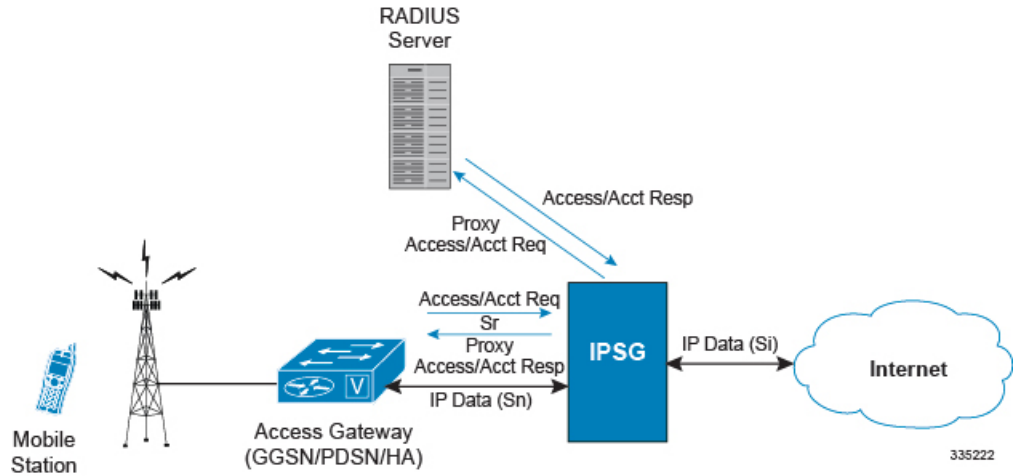 RADIUS
Server
Access/Acct Resp
Proxy
Access/Acct Req
Access/Acct Req
Sr
Proxy
Access/Acct Resp
IP Data (Sn)
IPSG
IP Data (Si)
Internet
Mobile
Station
V
Access Gateway
(GGSN/PDSN/HA)
335222